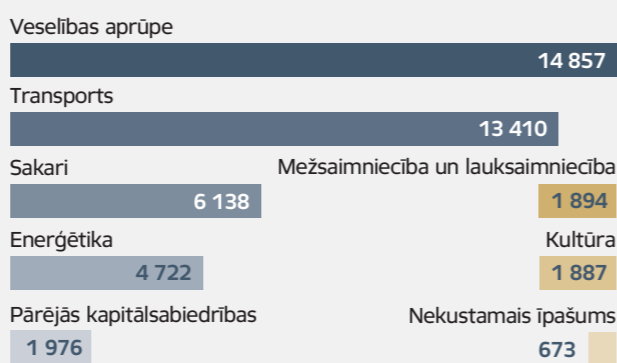 Veselības aprūpe
14 857
Transports
13 410
Sakari
6 138
Mežsaimniecība un lauksaimniecība
1 894
Enerģētika
4 722
Kultūra
1 887
Pārējās kapitālsabiedrības
1 976
Nekustamais īpašums
673